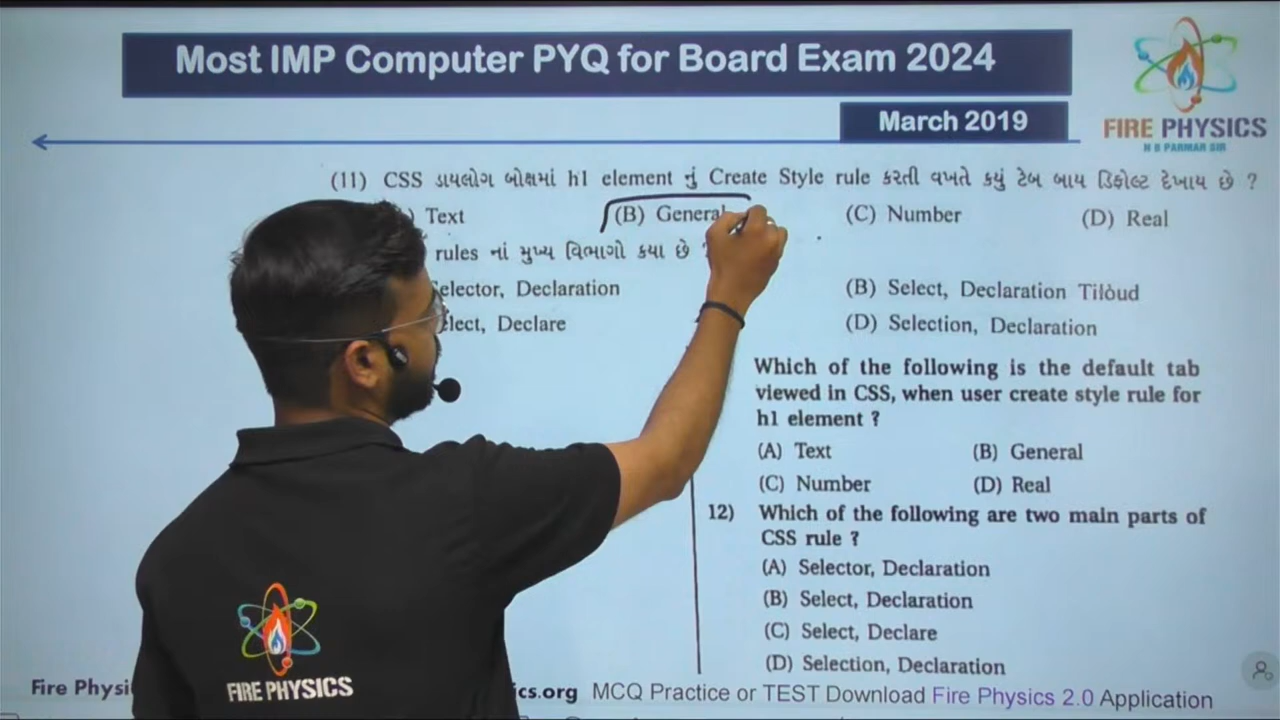 Most IMP Computer PYQ for Board Exam 2024
March 2019
FIRE PHYSICS
N B PARMAR SIR
(11) CSS ડાયલોગ બોક્ષમાં h1 element નું Create Style rule કરતી વખતે કયું ટેબ બાય ડિફોલ્ટ દેખાય છે ?
) Text (B) General (C) Number (D) Real
rules નાં મુખ્ય વિભાગો કયા છે ?
Selector, Declaration (B) Select, Declaration
Select, Declare (D) Selection, Declaration
Which of the following is the default tab
viewed in CSS, when user create style rule for
h1 element ?
(A) Text (B) General
(C) Number (D) Real
12) Which of the following are two main parts of
CSS rule ?
(A) Selector, Declaration
(B) Select, Declaration
(C) Select, Declare
(D) Selection, Declaration
FIRE PHYSICS
Fire Physi cs.org MCQ Practice or TEST Download Fire Physics 2.0 Application